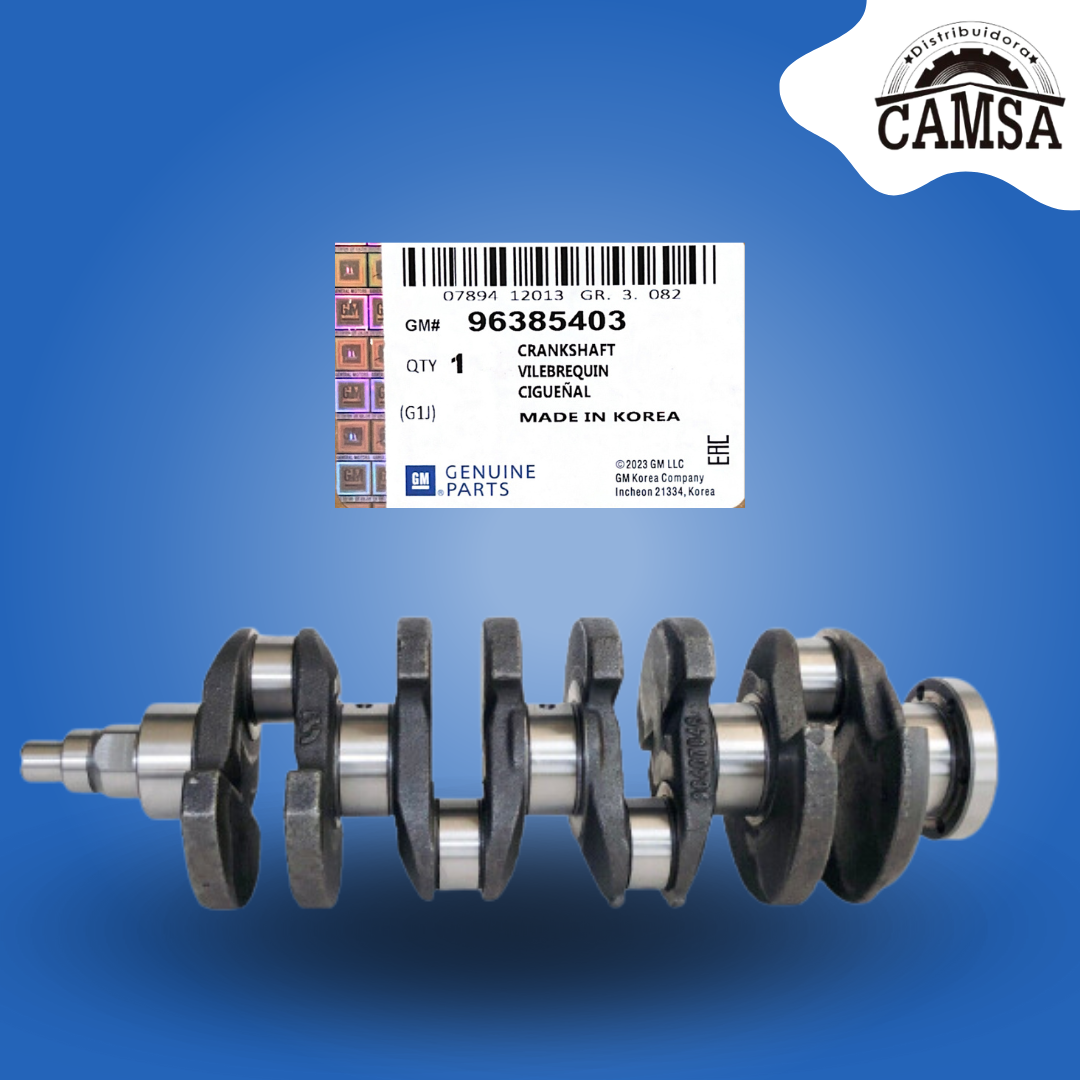 ★Distribuidora★
CAMSA
07894 12013 GR. 3. 082
GM# 96385403
QTY 1
CRANKSHAFT
VILEBREQUIN
CIGUEÑAL
(G1J)
MADE IN KOREA
EAC
GM
GENUINE
® PARTS
©2023 GM LLC
GM Korea Company
Incheon 21334, Korea